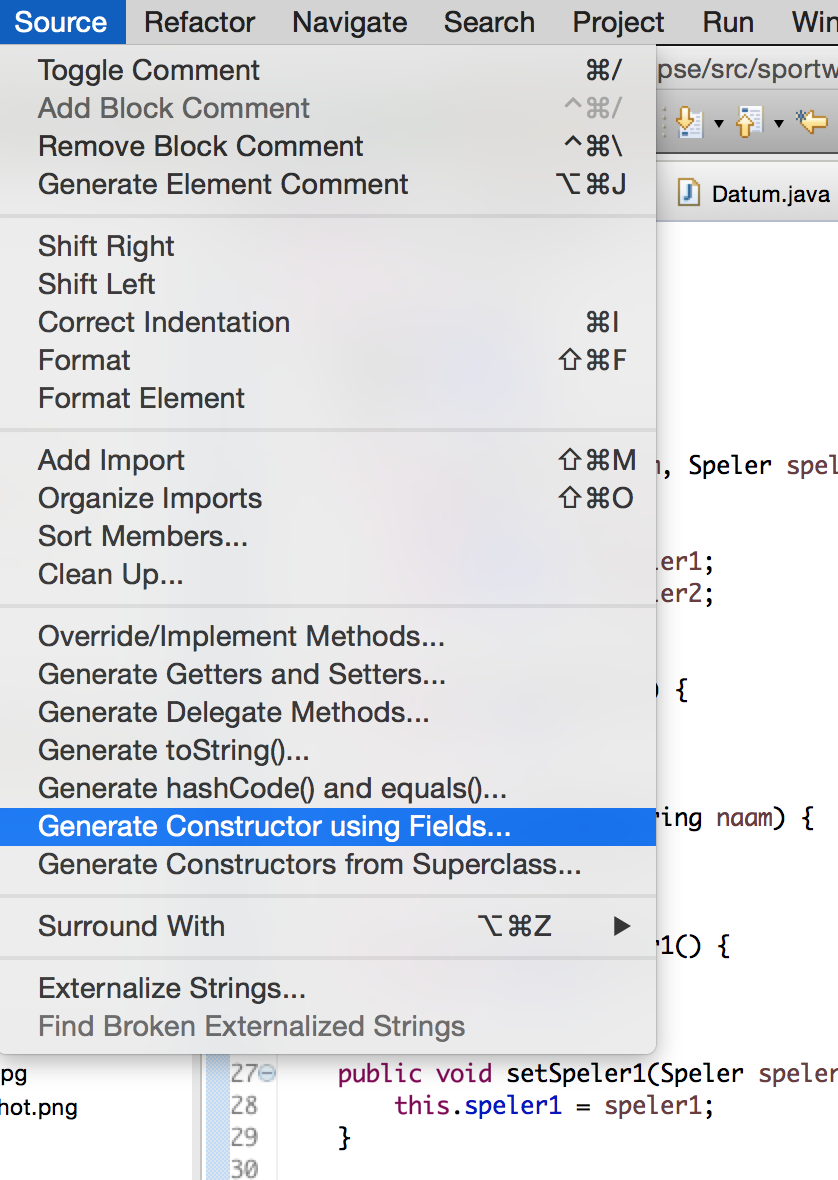 Source Refactor Navigate Search Project Run Win
Toggle Comment ⌘/
Add Block Comment ^⌘/
Remove Block Comment ^⌘\
Generate Element Comment ⌥⌘J
Shift Right
Shift Left
Correct Indentation ⌘I
Format ⇧⌘F
Format Element
Add Import ⇧⌘M
Organize Imports ⇧⌘O
Sort Members...
Clean Up...
Override/Implement Methods...
Generate Getters and Setters...
Generate Delegate Methods...
Generate toString()...
Generate hashCode() and equals()...
Generate Constructor using Fields...
Generate Constructors from Superclass...
Surround With ⌥⌘Z ▶
Externalize Strings...
Find Broken Externalized Strings
pse/src/sportw
Datum.java
, Speler spel
ler1;
ler2;
) {
ring naam) {
r1() {
pg
hot.png
27 public void setSpeler1(Speler speler
28 this.speler1 = speler1;
29 }
30